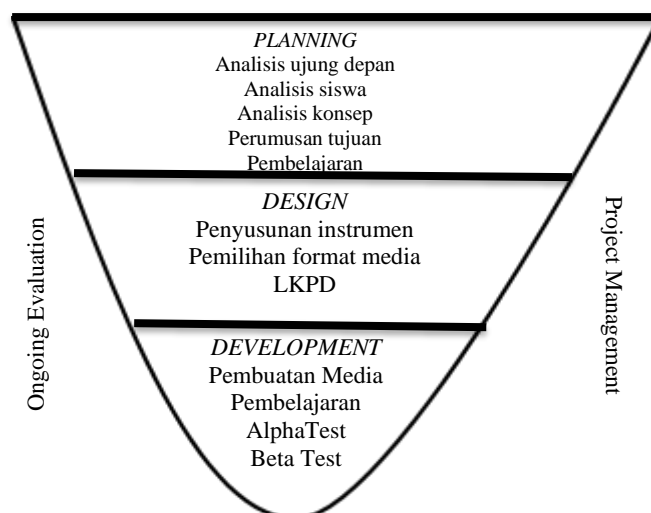 PLANNING
Analisis ujung depan
Analisis siswa
Analisis konsep
Perumusan tujuan
Pembelajaran
DESIGN
Penyusunan instrumen
Pemilihan format media
LKPD
DEVELOPMENT
Pembuatan Media
Pembelajaran
AlphaTest
Beta Test
Ongoing Evaluation
Project Management